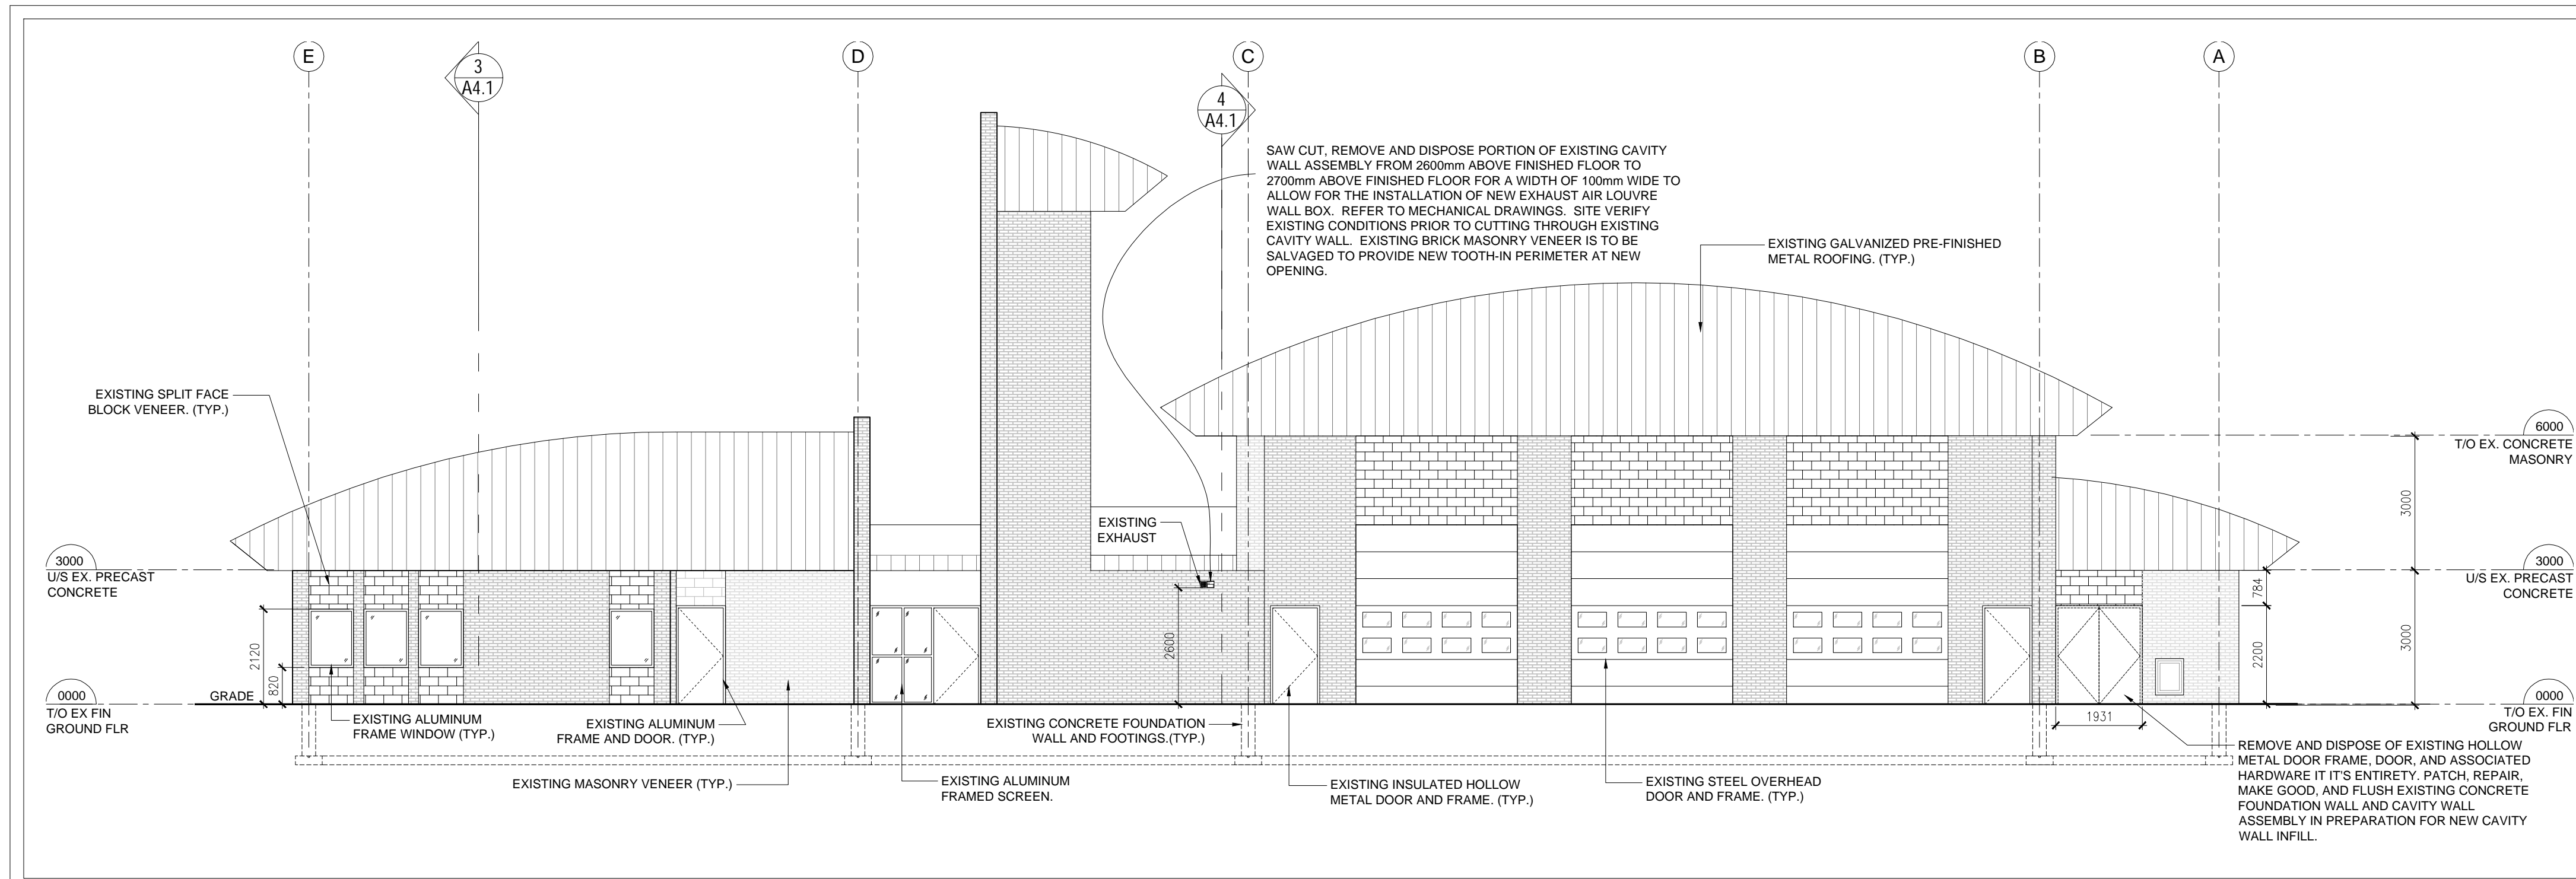 E
3
A4.1
D
C
4
A4.1
B
A
SAW CUT, REMOVE AND DISPOSE PORTION OF EXISTING CAVITY
WALL ASSEMBLY FROM 2600mm ABOVE FINISHED FLOOR TO
2700mm ABOVE FINISHED FLOOR FOR A WIDTH OF 100mm WIDE TO
ALLOW FOR THE INSTALLATION OF NEW EXHAUST AIR LOUVRE
WALL BOX. REFER TO MECHANICAL DRAWINGS. SITE VERIFY
EXISTING CONDITIONS PRIOR TO CUTTING THROUGH EXISTING
CAVITY WALL. EXISTING BRICK MASONRY VENEER IS TO BE
SALVAGED TO PROVIDE NEW TOOTH-IN PERIMETER AT NEW
OPENING.
EXISTING GALVANIZED PRE-FINISHED
METAL ROOFING. (TYP.)
EXISTING SPLIT FACE
BLOCK VENEER. (TYP.)
6000
T/O EX. CONCRETE
MASONRY
3000
EXISTING
EXHAUST
3000
U/S EX. PRECAST
CONCRETE
3000
U/S EX. PRECAST
CONCRETE
784
2120
820
2600
2200
3000
GRADE
0000
T/O EX FIN
GROUND FLR
0000
T/O EX. FIN
GROUND FLR
1931
EXISTING ALUMINUM
FRAME WINDOW (TYP.)
EXISTING ALUMINUM
FRAME AND DOOR. (TYP.)
EXISTING CONCRETE FOUNDATION
WALL AND FOOTINGS.(TYP.)
EXISTING MASONRY VENEER (TYP.)
EXISTING ALUMINUM
FRAMED SCREEN.
EXISTING INSULATED HOLLOW
METAL DOOR AND FRAME. (TYP.)
EXISTING STEEL OVERHEAD
DOOR AND FRAME. (TYP.)
REMOVE AND DISPOSE OF EXISTING HOLLOW
METAL DOOR FRAME, DOOR, AND ASSOCIATED
HARDWARE IT IT'S ENTIRETY. PATCH, REPAIR,
MAKE GOOD, AND FLUSH EXISTING CONCRETE
FOUNDATION WALL AND CAVITY WALL
ASSEMBLY IN PREPARATION FOR NEW CAVITY
WALL INFILL.